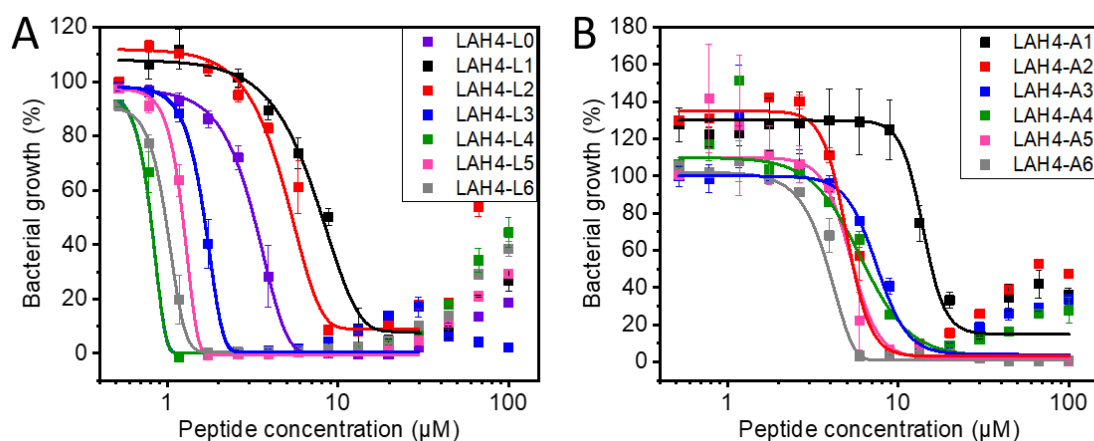 A
Bacterial growth (%)
120
100
80
60
40
20
0
1
10
100
Peptide concentration (µM)
LAH4-L0
LAH4-L1
LAH4-L2
LAH4-L3
LAH4-L4
LAH4-L5
LAH4-L6
B
Bacterial growth (%)
180
160
140
120
100
80
60
40
20
0
1
10
100
Peptide concentration (µM)
LAH4-A1
LAH4-A2
LAH4-A3
LAH4-A4
LAH4-A5
LAH4-A6